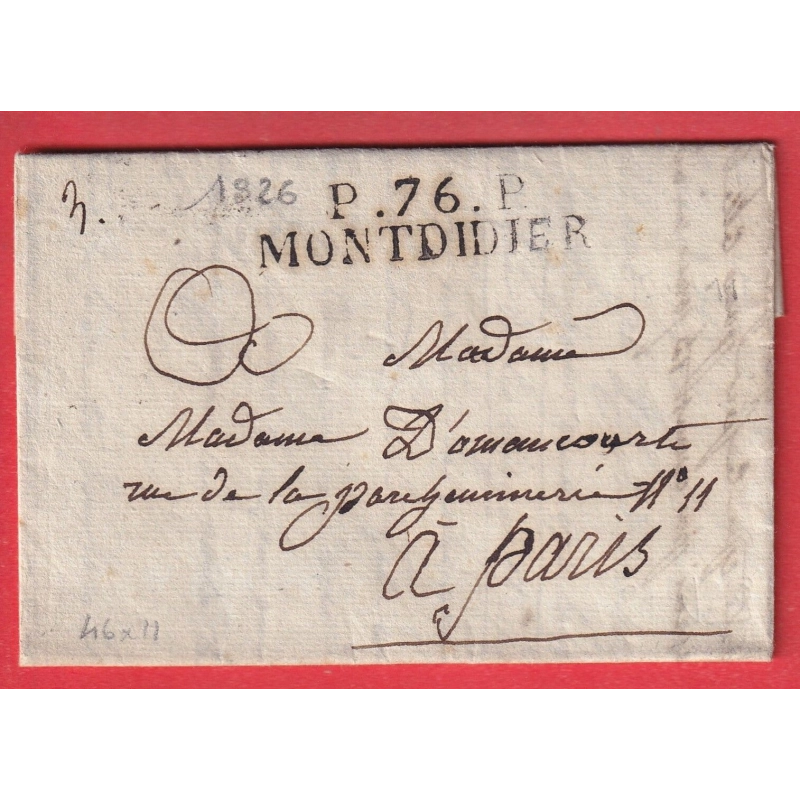 3.
1826
P.76.P
MONTDIDIER
Madame
Madame D'amancourt
rue de la parcheminerie N° 11
à paris
46x11